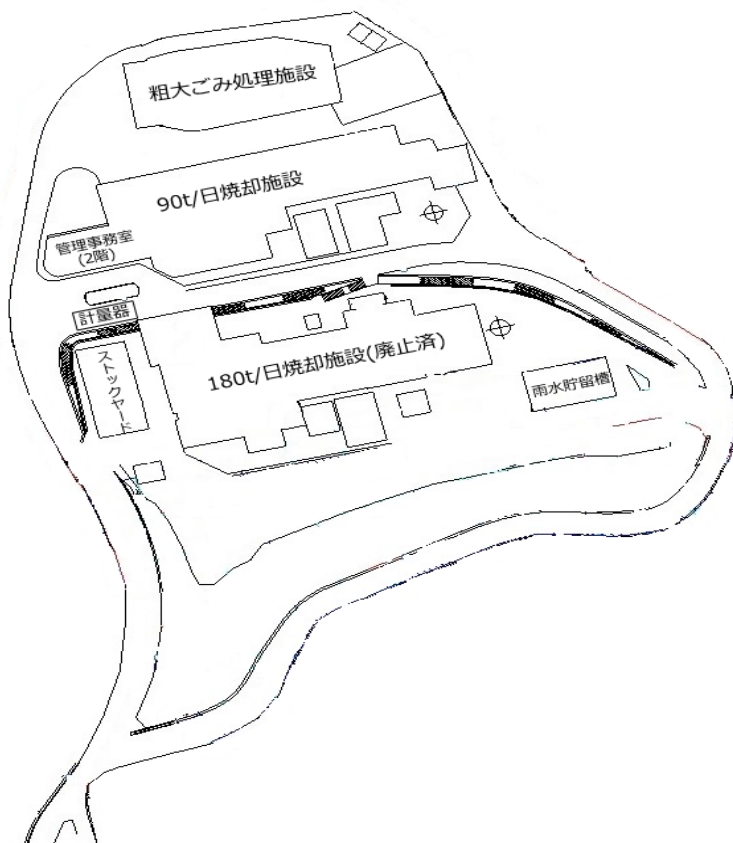 粗大ごみ処理施設
90t/日焼却施設
管理事務室
(2階)
計量器
ストックヤード
180t/日焼却施設(廃止済)
雨水貯留槽